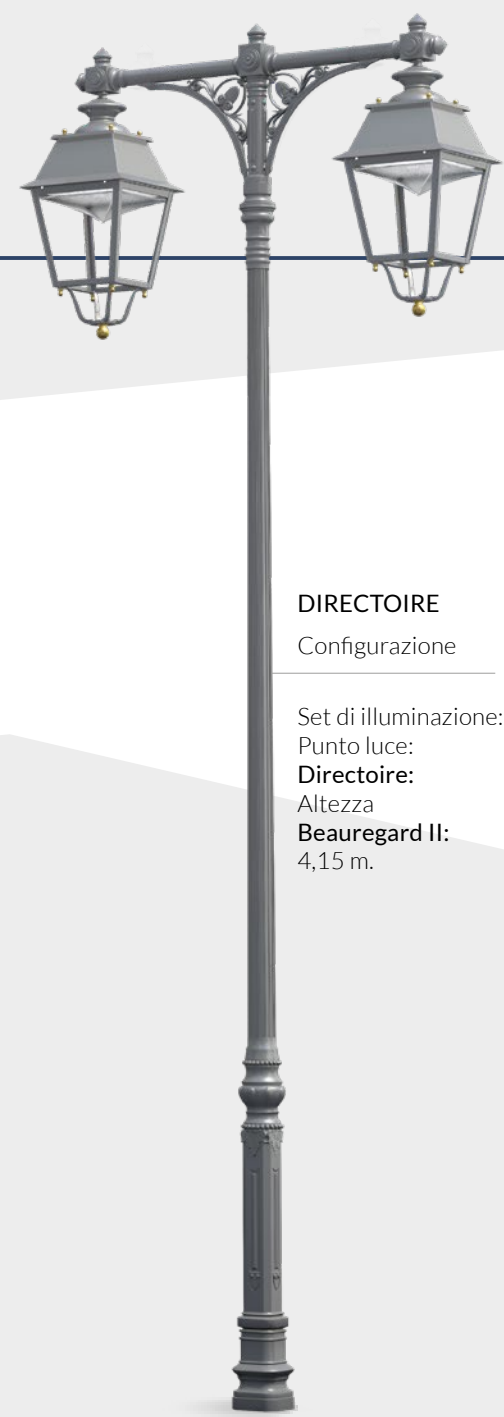 DIRECTOIRE
Configurazione
Set di illuminazione:
Punto luce:
Directoire:
Altezza
Beauregard II:
4,15 m.